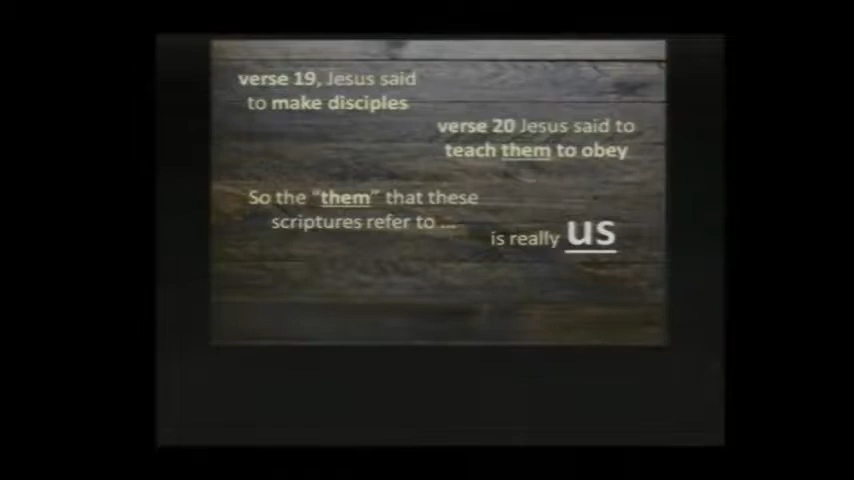 verse 19, Jesus said
to make disciples
verse 20 Jesus said to
teach them to obey
So the "them" that these
scriptures refer to ...
is really us